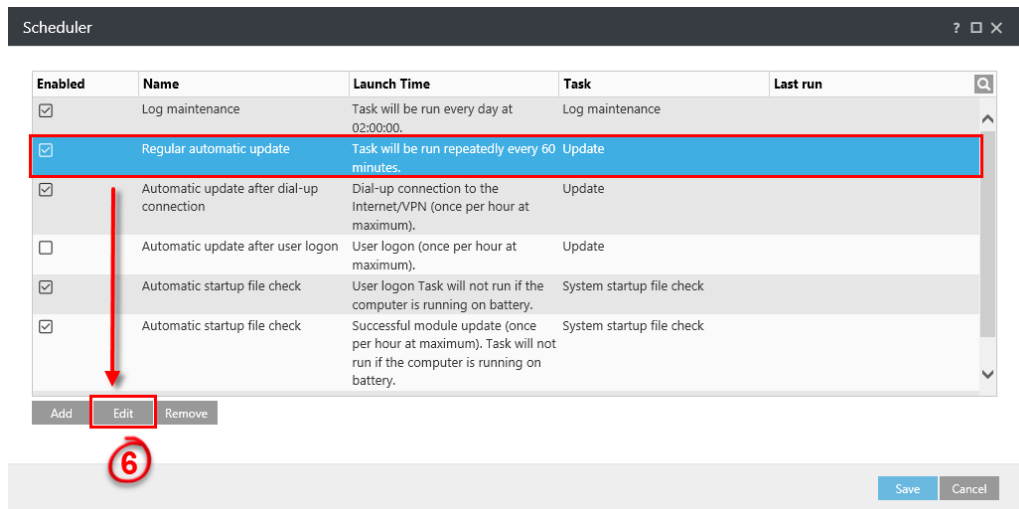 Scheduler ?
Enabled Name Launch Time Task Last run
Log maintenance Task will be run every day at Log maintenance
02:00:00.
Regular automatic update Task will be run repeatedly every 60 Update
minutes.
Automatic update after dial-up Dial-up connection to the Update
connection Internet/VPN (once per hour at
maximum).
Automatic update after user logon User logon (once per hour at Update
maximum).
Automatic startup file check User logon Task will not run if the System startup file check
computer is running on battery.
Automatic startup file check Successful module update (once System startup file check
per hour at maximum). Task will not
run if the computer is running on
battery.
Add Edit Remove
6
Save Cancel